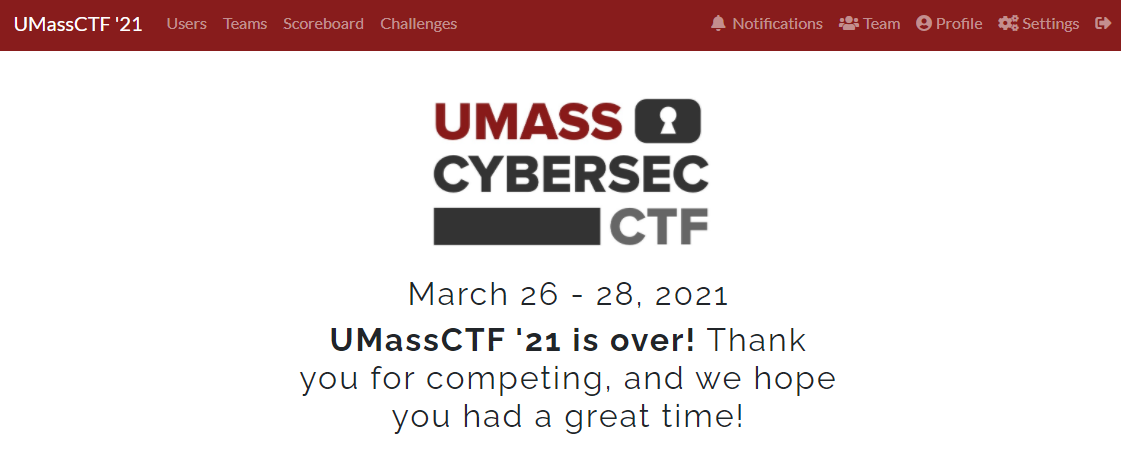 UMassCTF '21 Users Teams Scoreboard Challenges Notifications Team Profile Settings
UMASS
CYBERSEC
CTF
March 26 - 28, 2021
UMassCTF '21 is over! Thank
you for competing, and we hope
you had a great time!